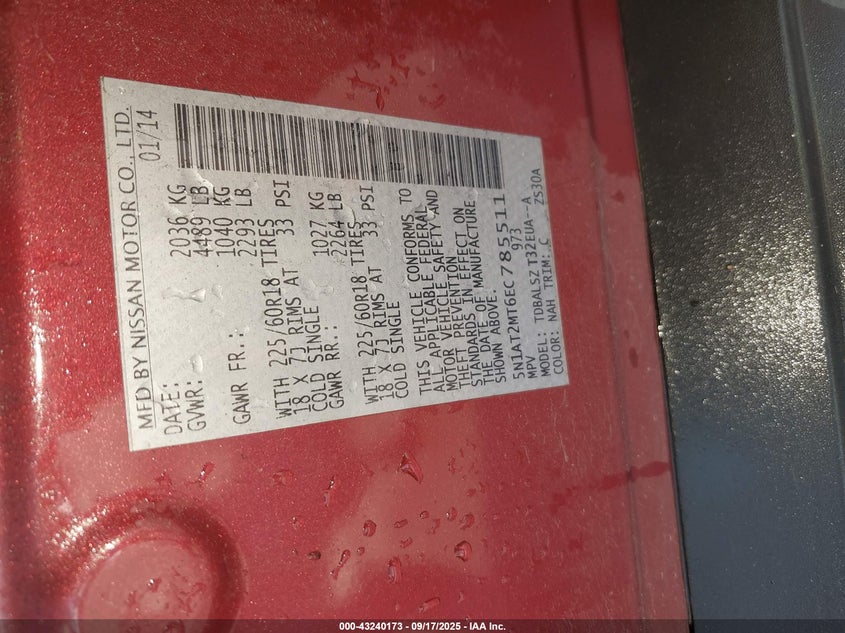 MFD BY NISSAN MOTOR CO., LTD.
DATE: 01/14
GVWR: 2036 KG
4489 LB
GAWR FR.: 1040 KG
2293 LB
WITH 225/60R18 TIRES
18 X 7J RIMS AT 33 PSI
COLD SINGLE
GAWR RR.: 1027 KG
2264 LB
WITH 225/60R18 TIRES
18 X 7J RIMS AT 33 PSI
COLD SINGLE
THIS VEHICLE CONFORMS TO
ALL APPLICABLE FEDERAL
MOTOR VEHICLE SAFETY AND
THEFT PREVENTION
STANDARDS IN EFFECT ON
THE DATE OF MANUFACTURE
SHOWN ABOVE.
5N1AT2MT6EC785511
MPV 973
MODEL: TDBALSZ T32EUA--A
COLOR: NAH TRIM: C ZS30A
000-43240173 - 09/17/2025 - IAA Inc.